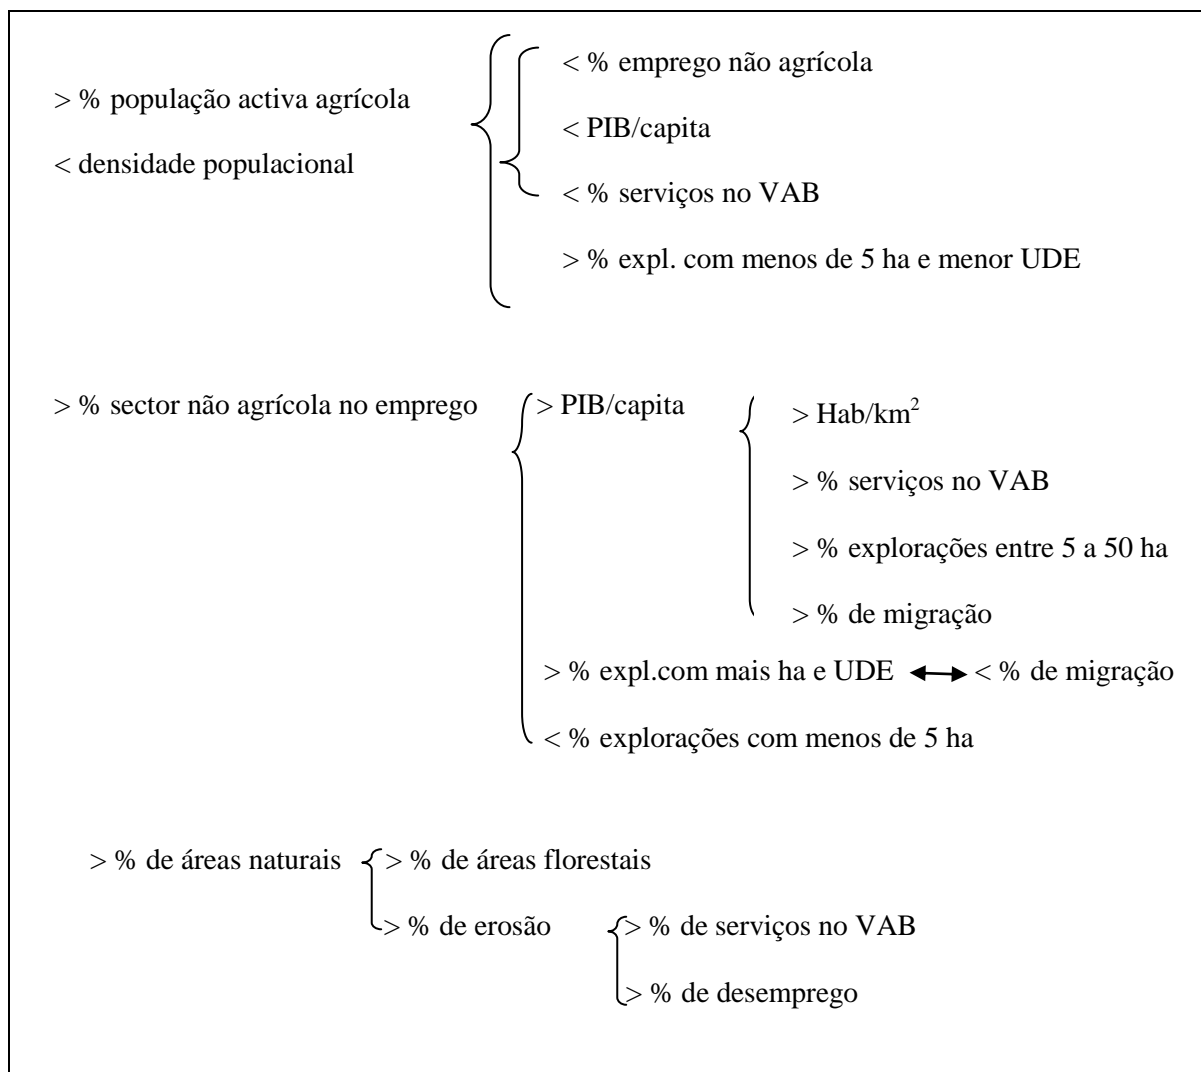 < % emprego não agrícola
> % população activa agrícola
< PIB/capita
< densidade populacional
< % serviços no VAB
> % expl. com menos de 5 ha e menor UDE
> % sector não agrícola no emprego
> PIB/capita
> Hab/km²
> % serviços no VAB
> % explorações entre 5 a 50 ha
> % de migração
> % expl.com mais ha e UDE ↔ < % de migração
< % explorações com menos de 5 ha
> % de áreas naturais
> % de áreas florestais
> % de erosão
> % de serviços no VAB
> % de desemprego